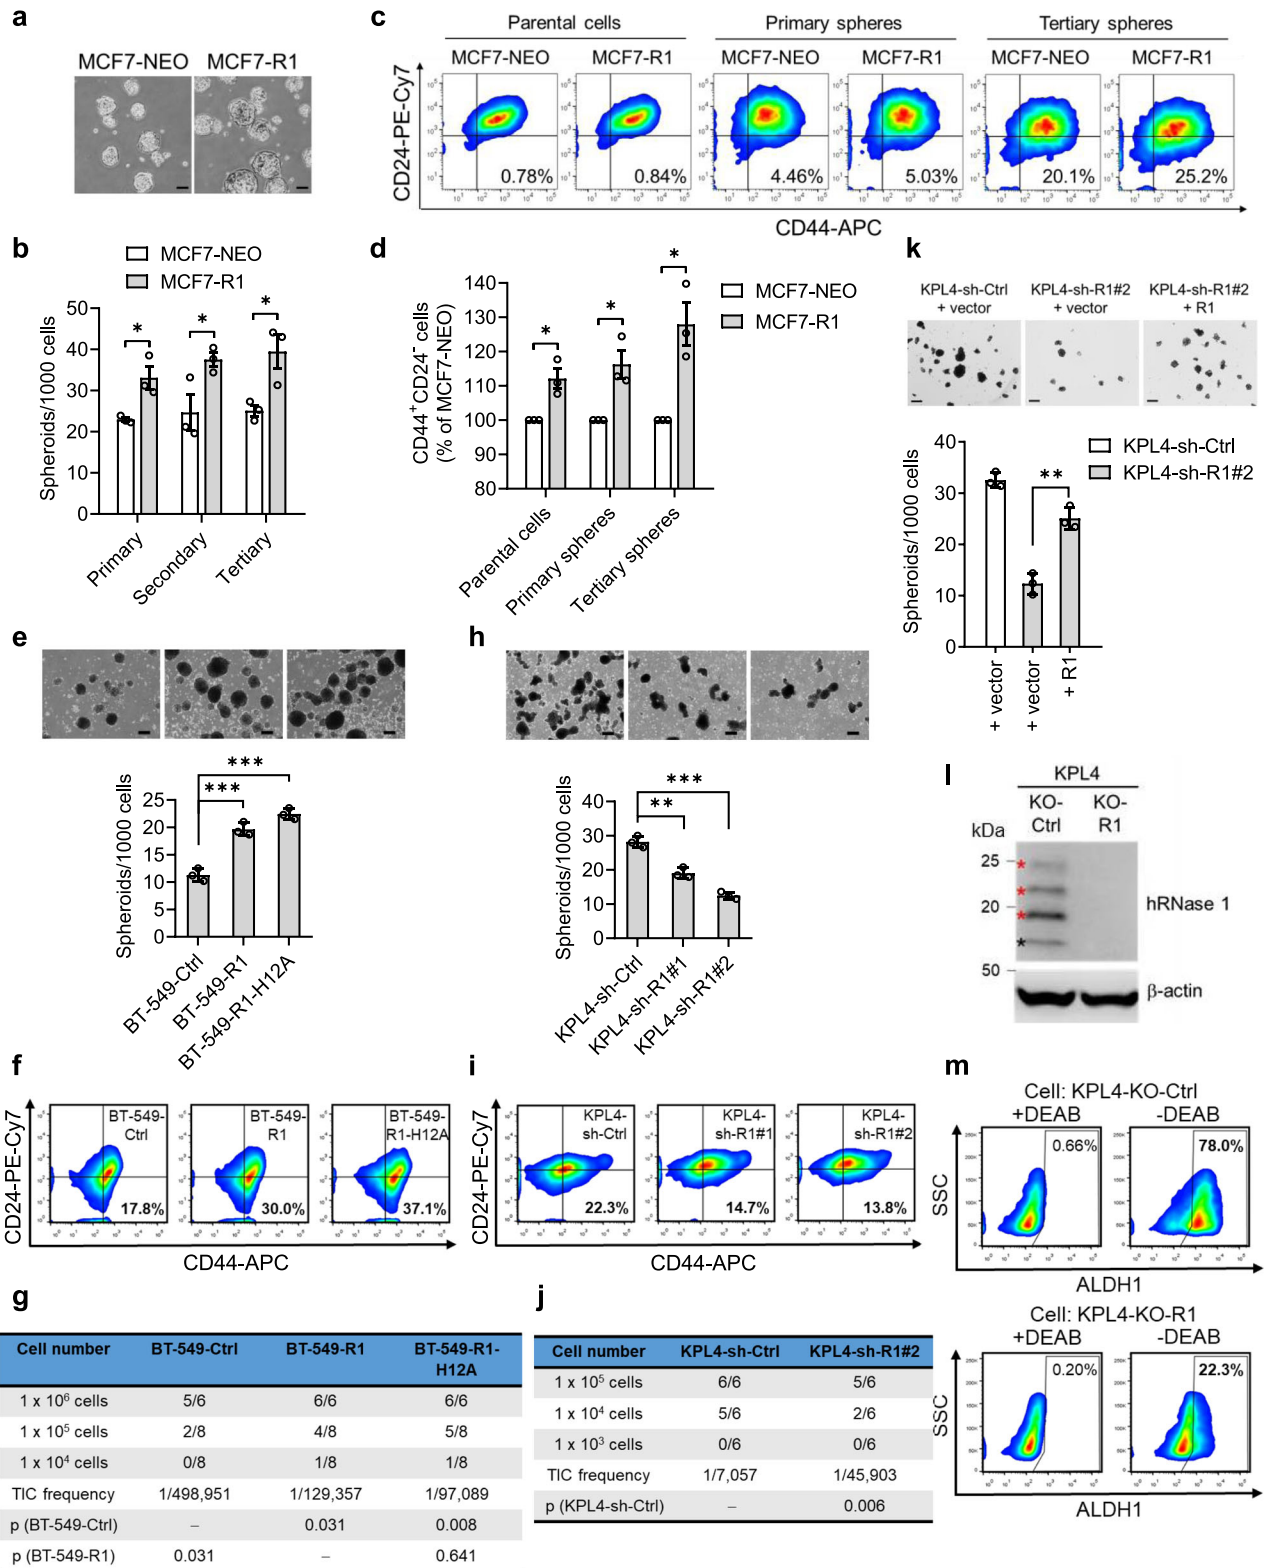 a
MCF7-NEO MCF7-R1
b
MCF7-NEO
MCF7-R1
Spheroids/1000 cells
50
40
30
20
10
0
* * *
Primary
Secondary
Tertiary
c
Parental cells Primary spheres Tertiary spheres
MCF7-NEO MCF7-R1 MCF7-NEO MCF7-R1 MCF7-NEO MCF7-R1
CD24-PE-Cy7
0.78% 0.84% 4.46% 5.03% 20.1% 25.2%
CD44-APC
d
MCF7-NEO
MCF7-R1
CD44⁺CD24⁻ cells
(% of MCF7-NEO)
140
130
120
110
100
90
80
* * *
Parental cells
Primary spheres
Tertiary spheres
k
KPL4-sh-Ctrl KPL4-sh-R1#2 KPL4-sh-R1#2
+ vector + vector + R1
KPL4-sh-Ctrl
KPL4-sh-R1#2
Spheroids/1000 cells
40
30
20
10
0
**
+ vector
+ vector
+ R1
e
Spheroids/1000 cells
25
20
15
10
5
0
***
***
BT-549-Ctrl
BT-549-R1
BT-549-R1-H12A
h
Spheroids/1000 cells
40
30
20
10
0
***
**
KPL4-sh-Ctrl
KPL4-sh-R1#1
KPL4-sh-R1#2
l
KPL4
KO-Ctrl KO-R1
kDa
25
20
50
*
*
*
*
hRNase 1
β-actin
f
CD24-PE-Cy7
BT-549-Ctrl BT-549-R1 BT-549-R1-H12A
17.8% 30.0% 37.1%
CD44-APC
i
CD24-PE-Cy7
KPL4-sh-Ctrl KPL4-sh-R1#1 KPL4-sh-R1#2
22.3% 14.7% 13.8%
CD44-APC
m
Cell: KPL4-KO-Ctrl
+DEAB -DEAB
SSC
0.66% 78.0%
ALDH1
Cell: KPL4-KO-R1
+DEAB -DEAB
SSC
0.20% 22.3%
ALDH1
g
Cell number BT-549-Ctrl BT-549-R1 BT-549-R1-H12A
1 x 10⁶ cells 5/6 6/6 6/6
1 x 10⁵ cells 2/8 4/8 5/8
1 x 10⁴ cells 0/8 1/8 1/8
TIC frequency 1/498,951 1/129,357 1/97,089
p (BT-549-Ctrl) – 0.031 0.008
p (BT-549-R1) 0.031 – 0.641
j
Cell number KPL4-sh-Ctrl KPL4-sh-R1#2
1 x 10⁵ cells 6/6 5/6
1 x 10⁴ cells 5/6 2/6
1 x 10³ cells 0/6 0/6
TIC frequency 1/7,057 1/45,903
p (KPL4-sh-Ctrl) – 0.006